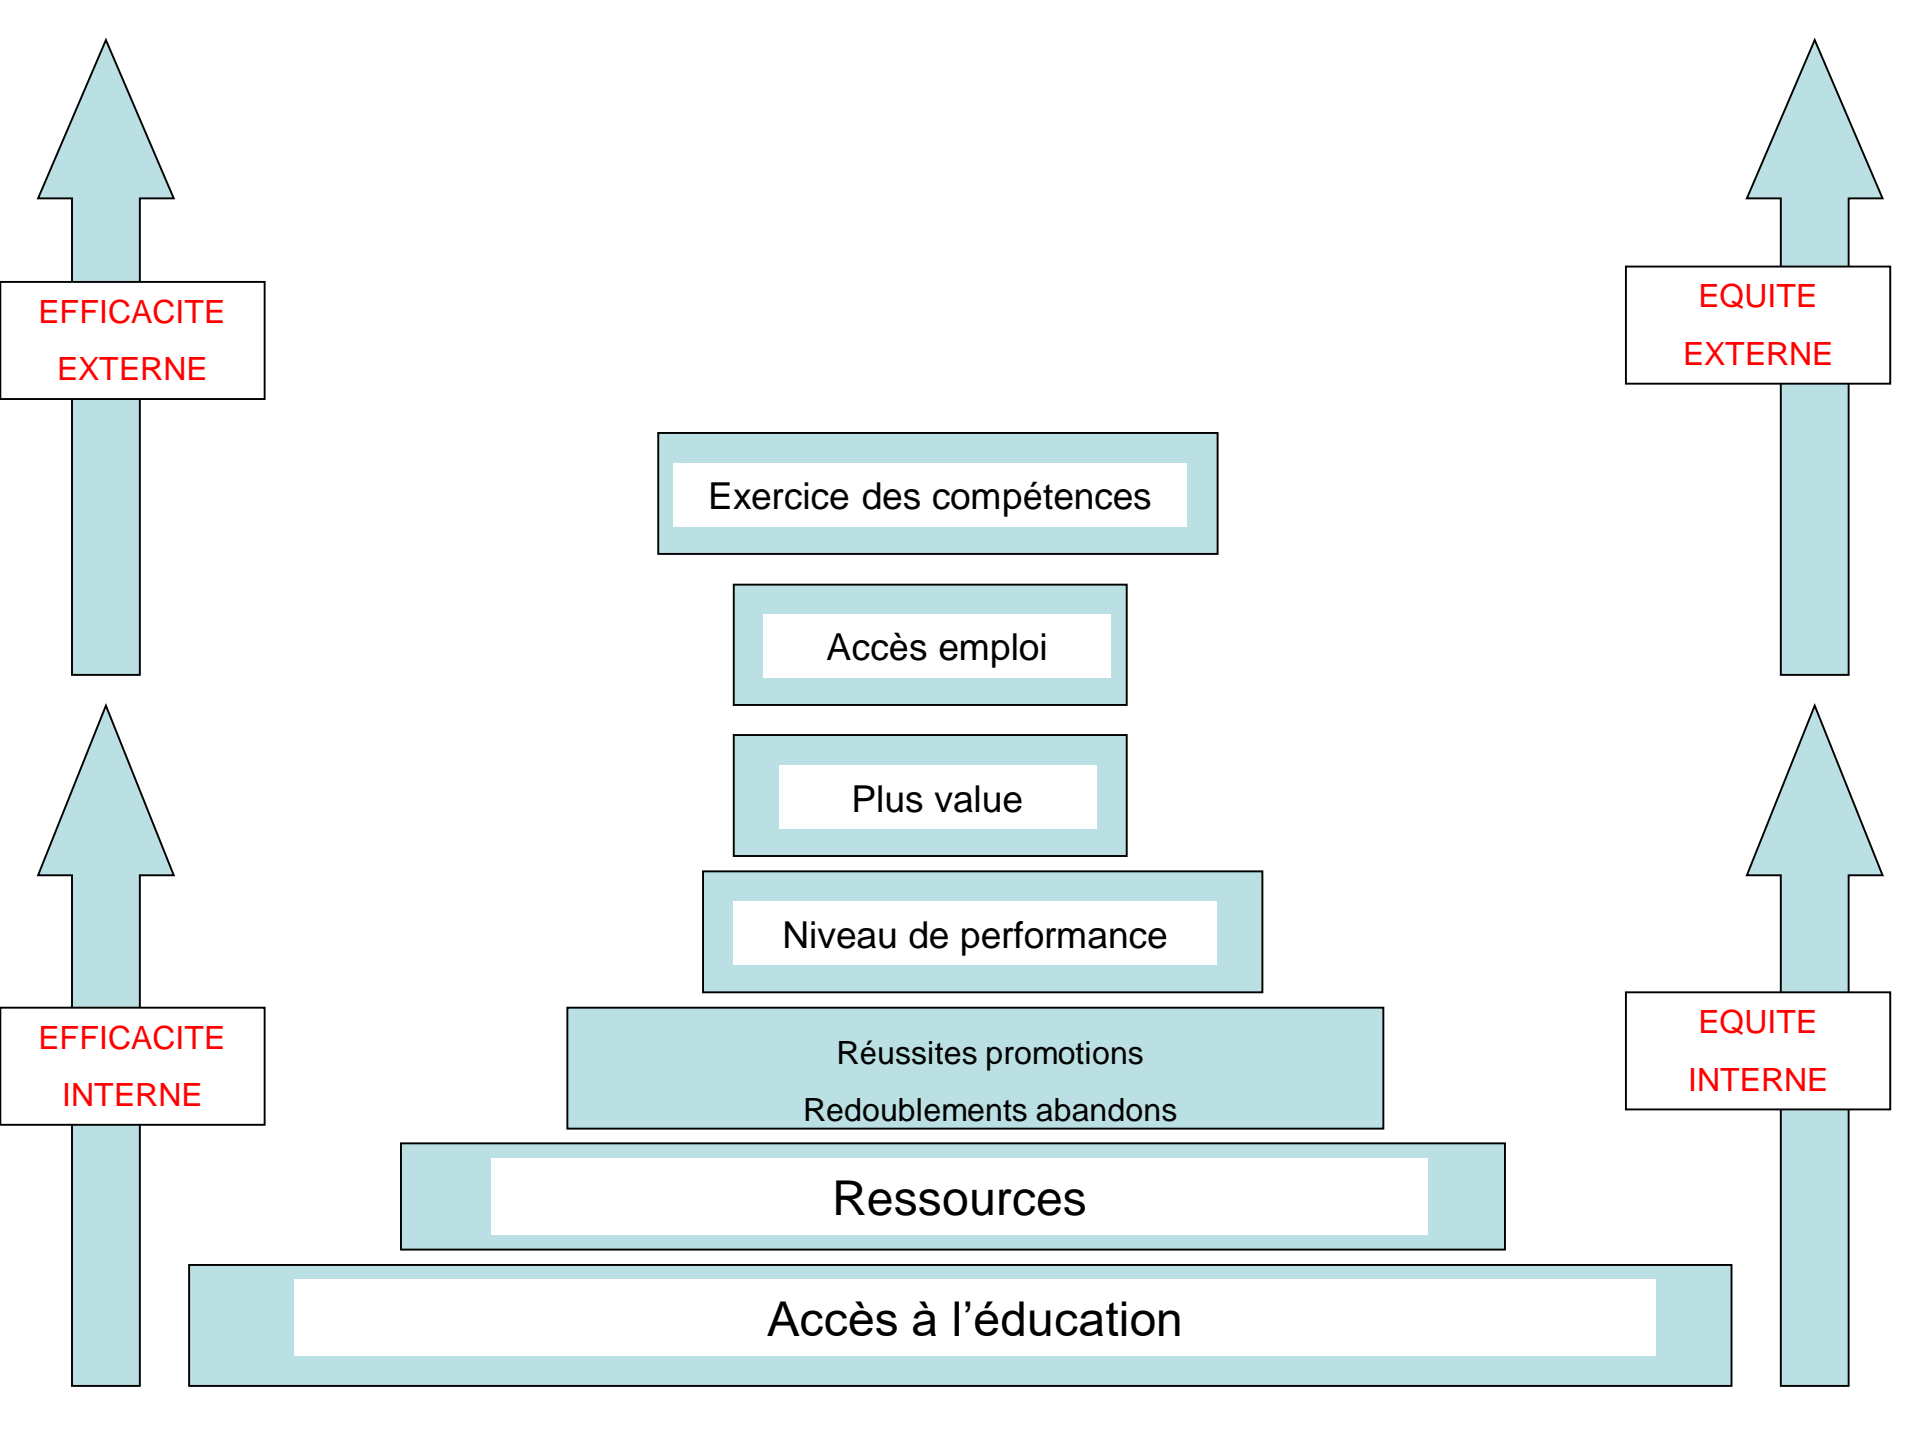 EFFICACITE
EXTERNE
EQUITE
EXTERNE
Exercice des compétences
Accès emploi
Plus value
Niveau de performance
EFFICACITE
INTERNE
EQUITE
INTERNE
Réussites promotions
Redoublements abandons
Ressources
Accès à l’éducation